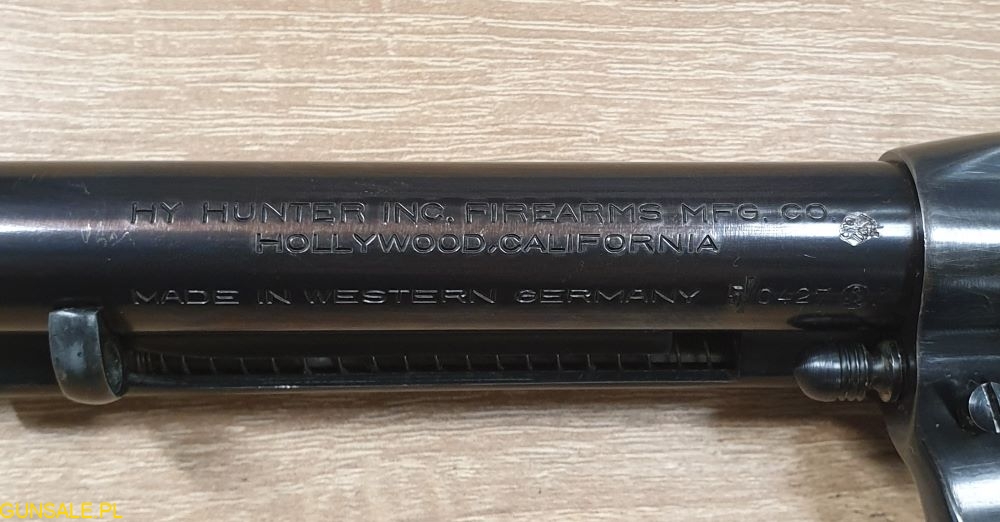 HY HUNTER INC. FIREARMS MFG. CO.
HOLLYWOOD, CALIFORNIA
MADE IN WESTERN GERMANY 0427
GUNSALE.PL